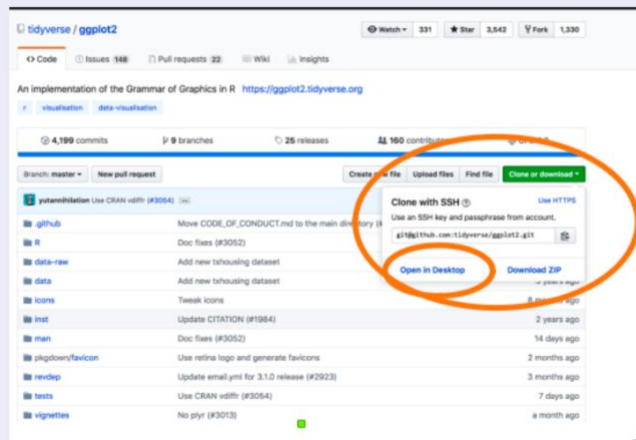 tidyverse / ggplot2
Watch 331 Star 3,542 Fork 1,330
Code Issues 148 Pull requests 22 Wiki Insights
An implementation of the Grammar of Graphics in R https://ggplot2.tidyverse.org
r visualisation data-visualisation
4,199 commits 9 branches 25 releases 160
Branch: master New pull request Create new file Upload files Find file Clone or download
yutannihilation Use CRAN vdiffr (#3054)
Clone with SSH Use HTTPS
Use an SSH key and passphrase from account.
git@github.com:tidyverse/ggplot2.git
Open in Desktop Download ZIP
.github Move CODE_OF_CONDUCT.md to the main directory
R Doc fixes (#3052)
data-raw Add new txhousing dataset
data Add new txhousing dataset years ago
icons Tweak icons 8 months ago
inst Update CITATION (#1984) 2 years ago
man Doc fixes (#3052) 14 days ago
pkgdown/favicon Use retina logo and generate favicons 2 months ago
revdep Update email.yml for 3.1.0 release (#2923) 3 months ago
tests Use CRAN vdiffr (#3054) 7 days ago
vignettes No plyr (#3013) a month ago